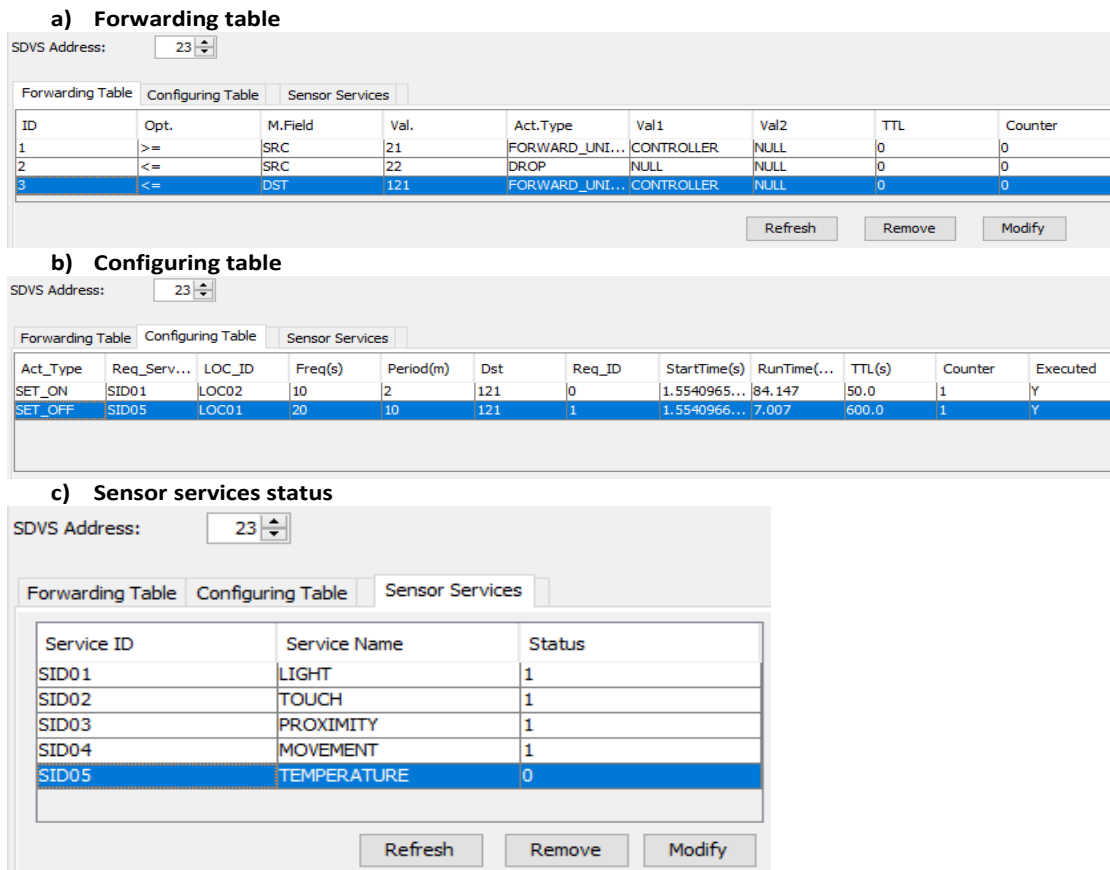 a) Forwarding table
SDVS Address: 23
Forwarding Table Configuring Table Sensor Services
ID Opt. M.Field Val. Act.Type Val1 Val2 TTL Counter
1 >= SRC 21 FORWARD_UNI... CONTROLLER NULL 0 0
2 <= SRC 22 DROP NULL NULL 0 0
3 <= DST 121 FORWARD_UNI... CONTROLLER NULL 0 0
Refresh Remove Modify
b) Configuring table
SDVS Address: 23
Forwarding Table Configuring Table Sensor Services
Act_Type Req_Serv... LOC_ID Freq(s) Period(m) Dst Req_ID StartTime(s) RunTime(... TTL(s) Counter Executed
SET_ON SID01 LOC02 10 2 121 0 1.5540965... 84.147 50.0 1 Y
SET_OFF SID05 LOC01 20 10 121 1 1.5540966... 7.007 600.0 1 Y
c) Sensor services status
SDVS Address: 23
Forwarding Table Configuring Table Sensor Services
Service ID Service Name Status
SID01 LIGHT 1
SID02 TOUCH 1
SID03 PROXIMITY 1
SID04 MOVEMENT 1
SID05 TEMPERATURE 0
Refresh Remove Modify